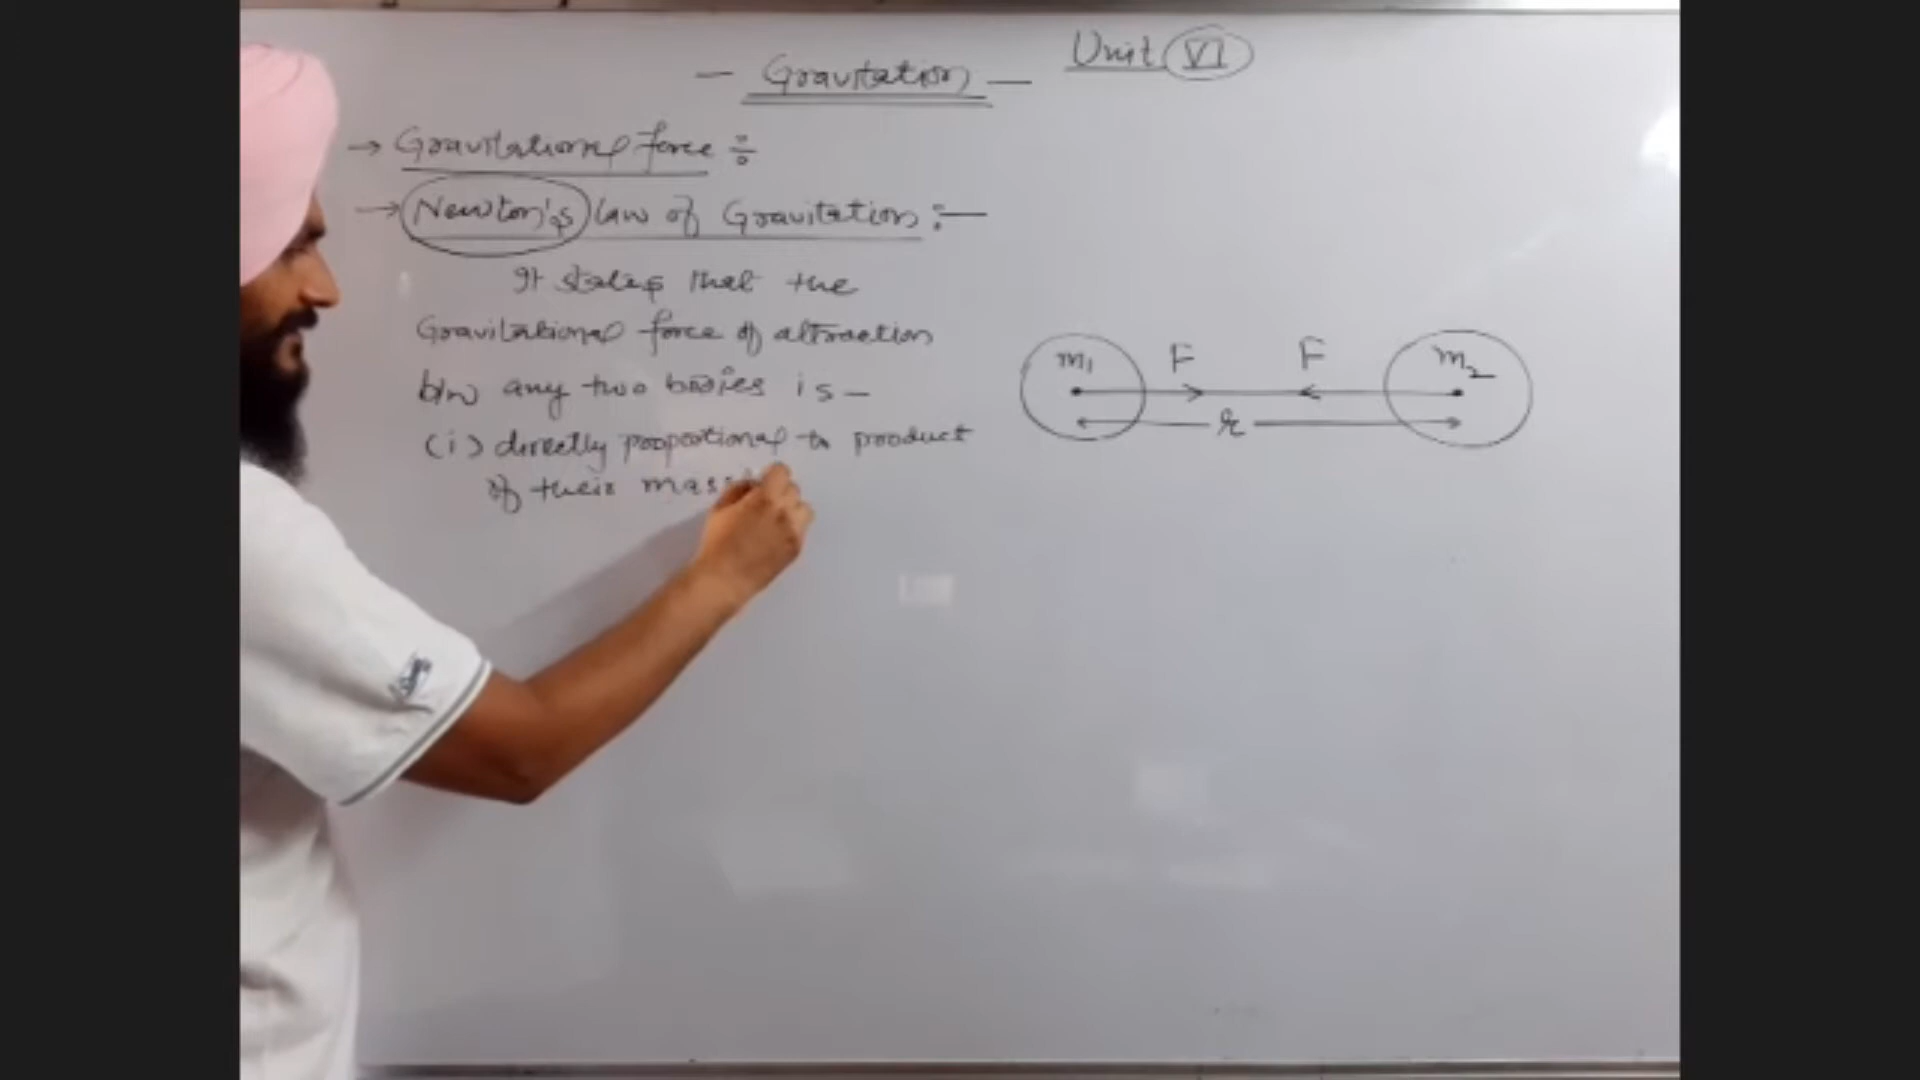 — Gravitation — Unit VI
→ Gravitational force ÷
→ Newton's law of Gravitation :—
It states that the
Gravitational force of attraction
b/w any two bodies is —
(i) directly proportional to product
of their mass
m₁ F F m₂
r